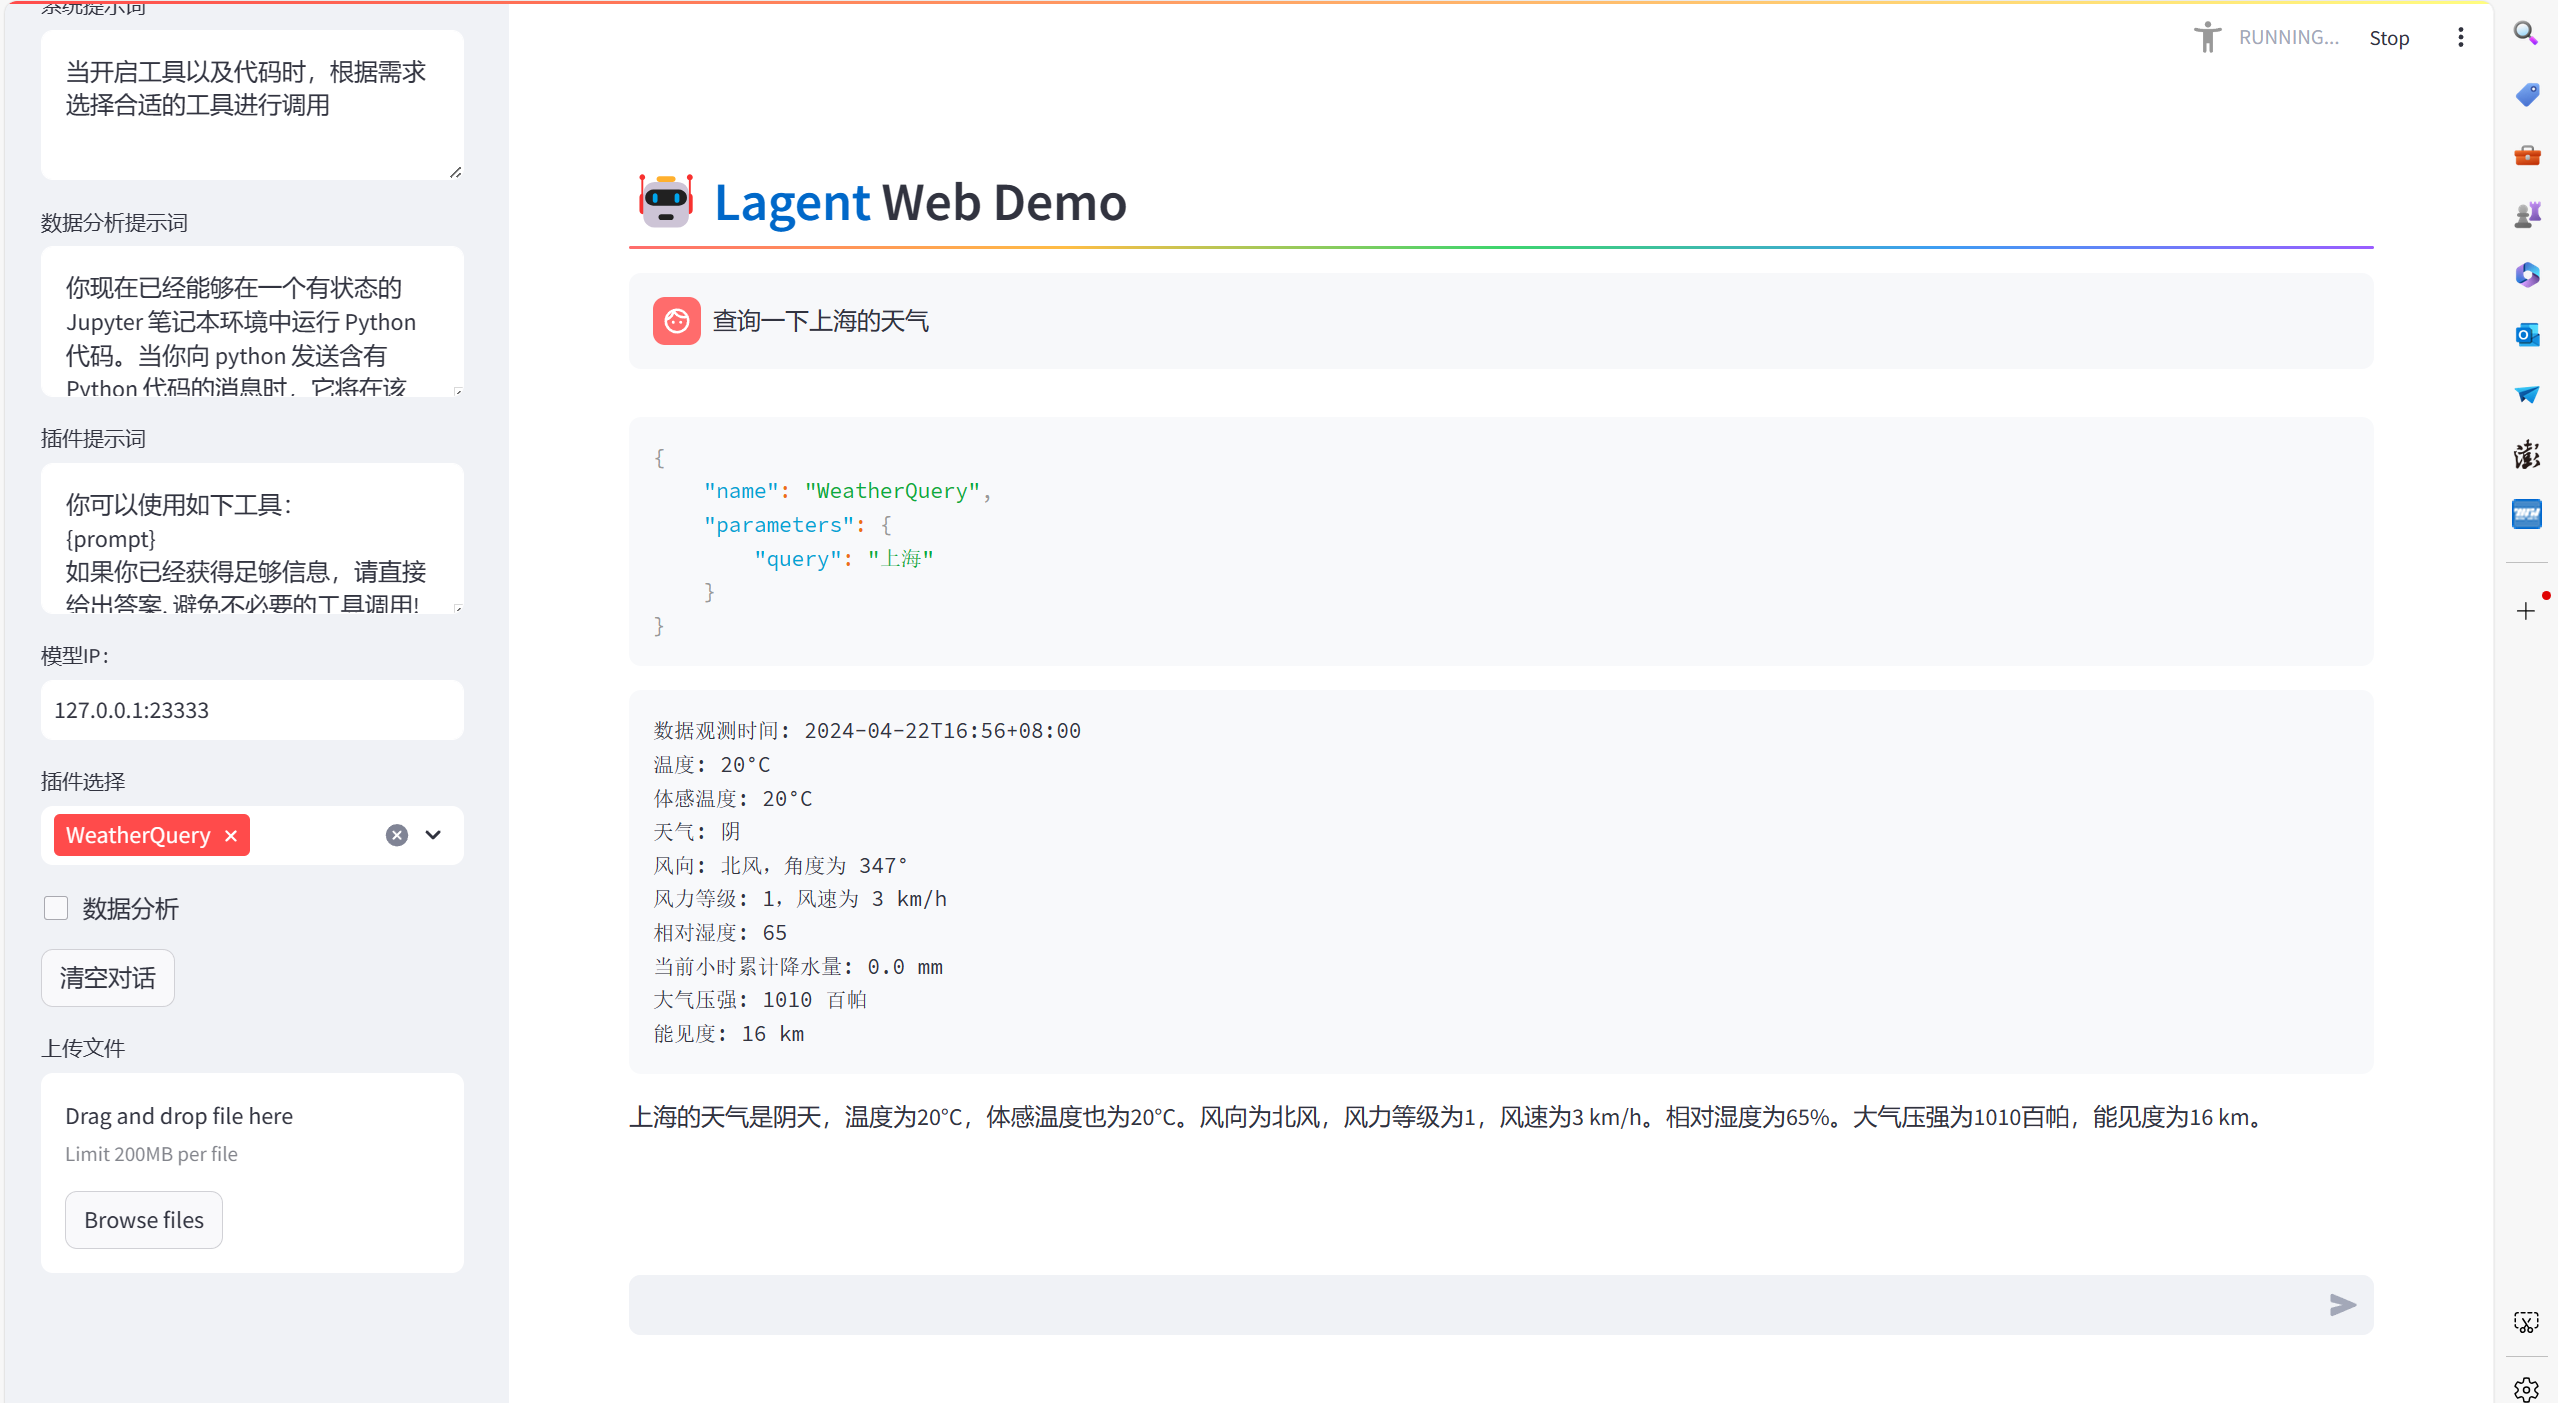 系统提示词
当开启工具以及代码时，根据需求
选择合适的工具进行调用
数据分析提示词
你现在已经能够在一个有状态的
Jupyter 笔记本环境中运行 Python
代码。当你向 python 发送含有
Python 代码的消息时，它将在该
插件提示词
你可以使用如下工具：
{prompt}
如果你已经获得足够信息，请直接
给出答案. 避免不必要的工具调用!
模型IP：
127.0.0.1:23333
插件选择
WeatherQuery
数据分析
清空对话
上传文件
Drag and drop file here
Limit 200MB per file
Browse files
RUNNING...
Stop
Lagent Web Demo
查询一下上海的天气
{
"name": "WeatherQuery",
"parameters": {
"query": "上海"
}
}
数据观测时间: 2024-04-22T16:56+08:00
温度: 20°C
体感温度: 20°C
天气: 阴
风向: 北风，角度为 347°
风力等级: 1，风速为 3 km/h
相对湿度: 65
当前小时累计降水量: 0.0 mm
大气压强: 1010 百帕
能见度: 16 km
上海的天气是阴天，温度为20°C，体感温度也为20°C。风向为北风，风力等级为1，风速为3 km/h。相对湿度为65%。大气压强为1010百帕，能见度为16 km。
澎